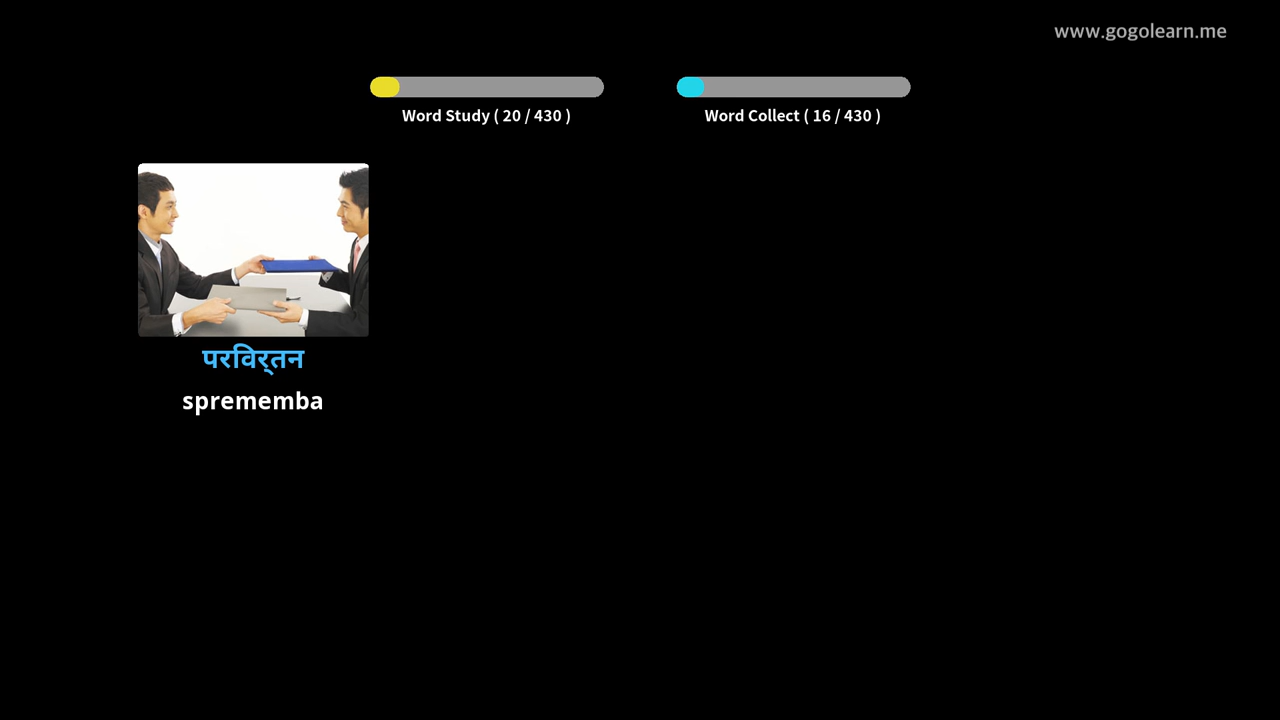 www.gogolearn.me
Word Study ( 20 / 430 )
Word Collect ( 16 / 430 )
परविर्तन
sprememba